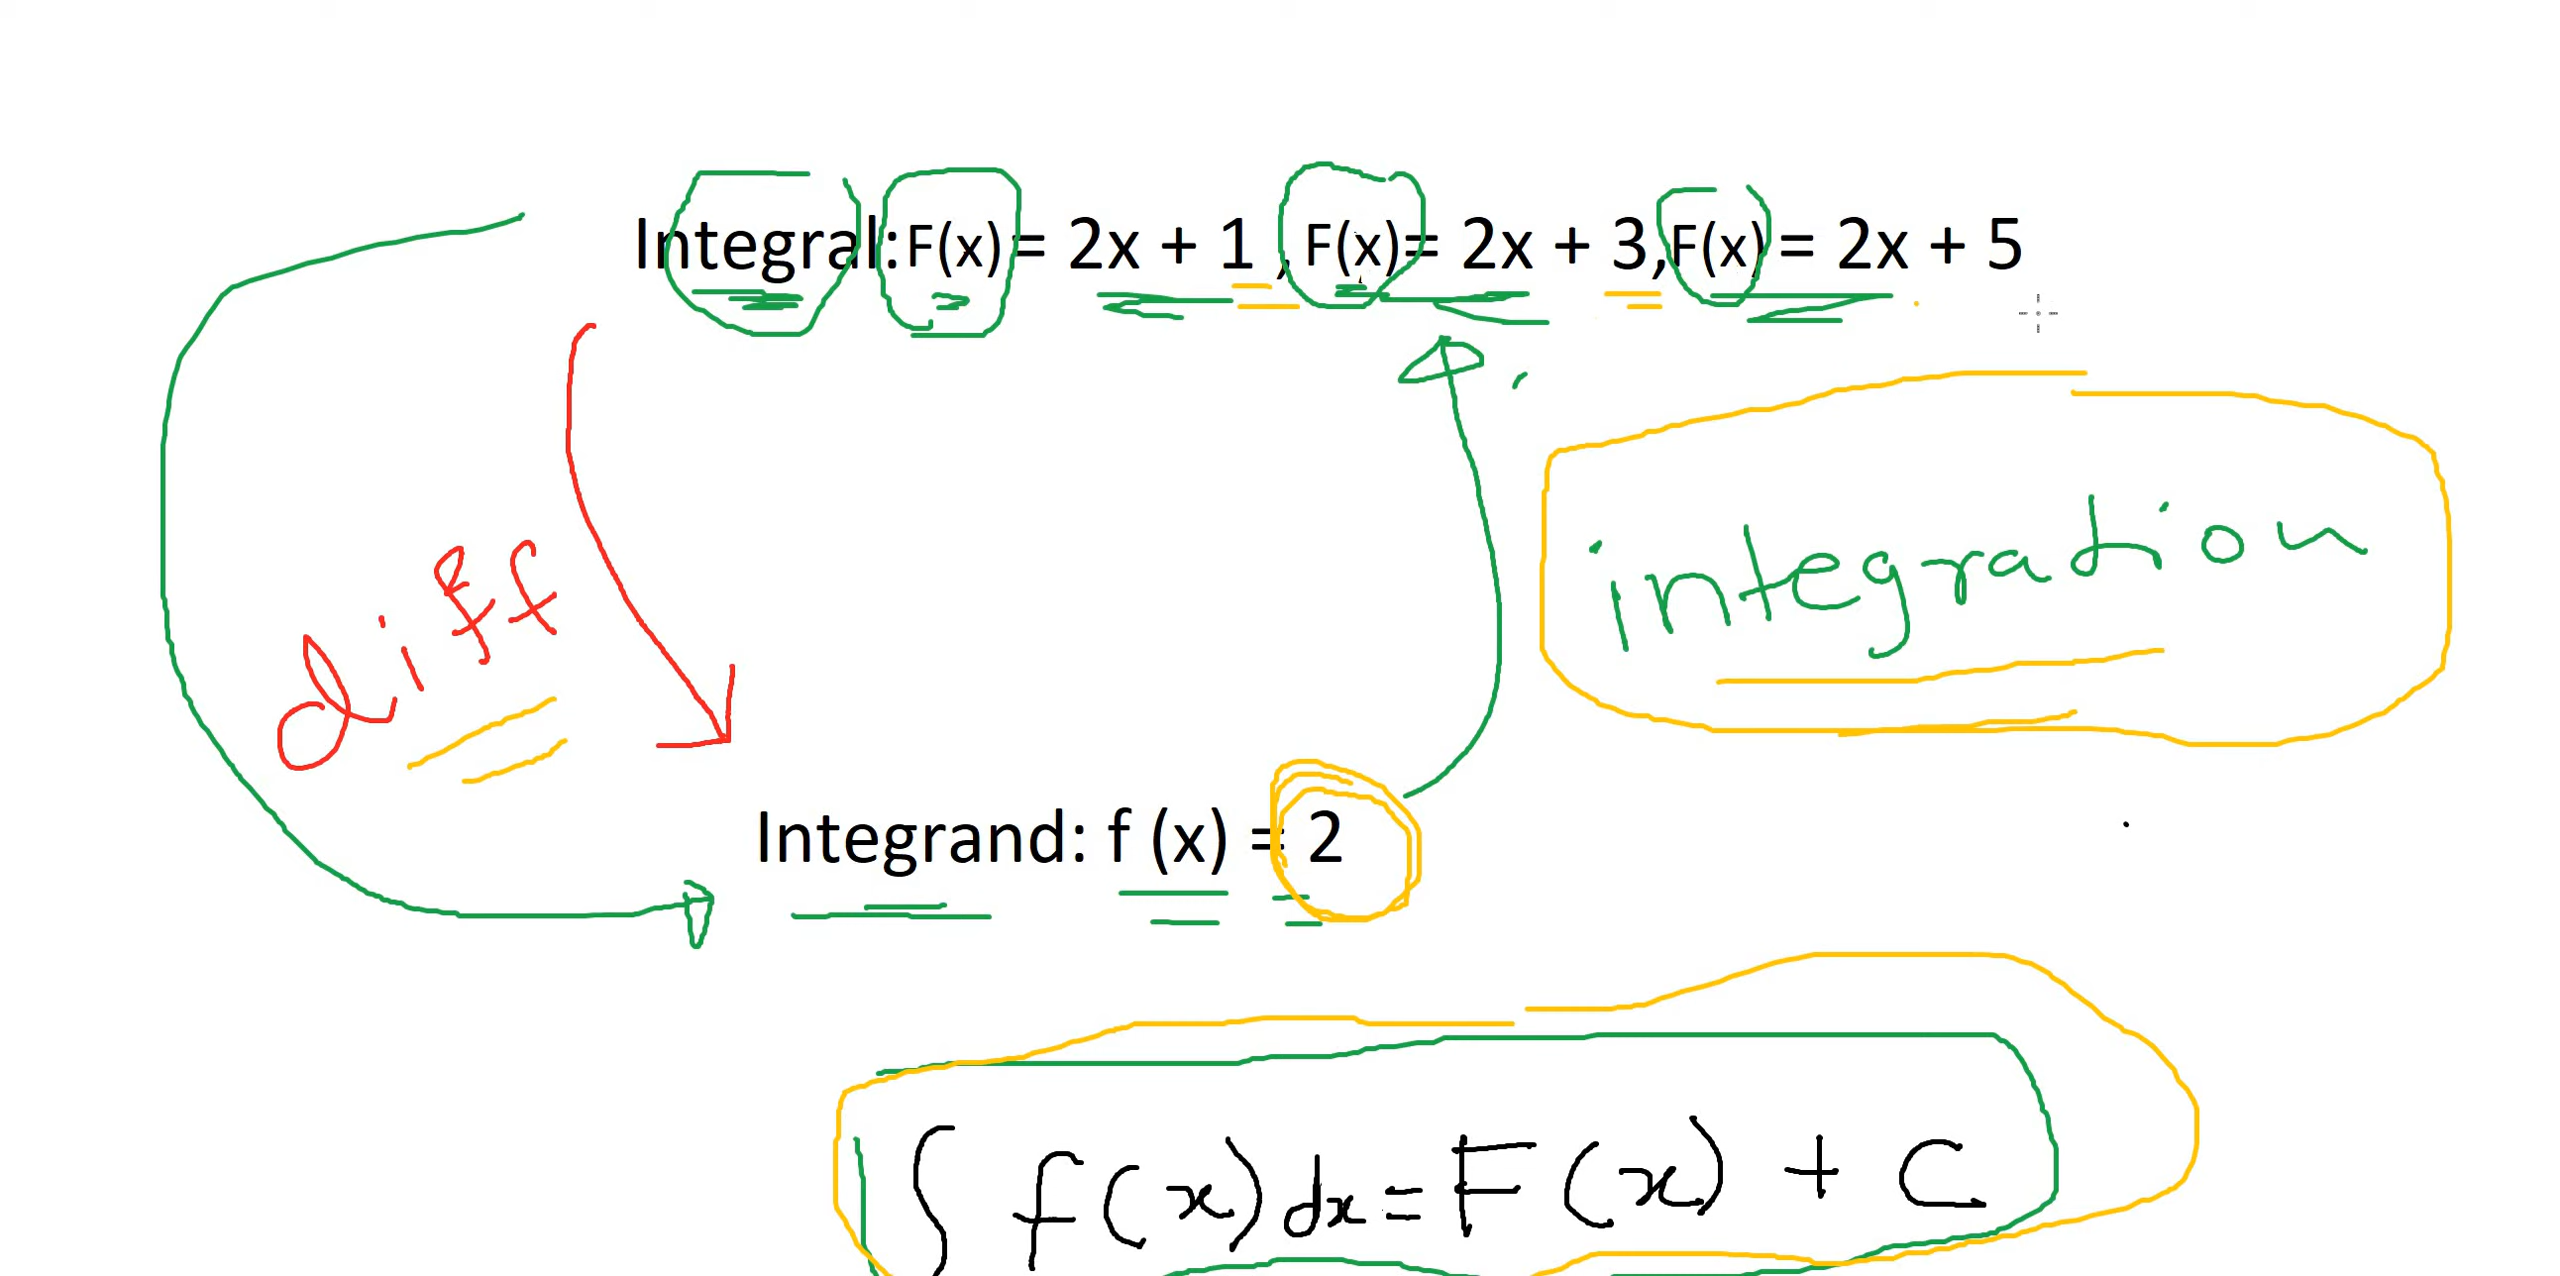 Integral: F(x) = 2x + 1 , F(x) = 2x + 3, F(x) = 2x + 5
integration
diff
Integrand: f (x) = 2
∫ f(x) dx = F(x) + C